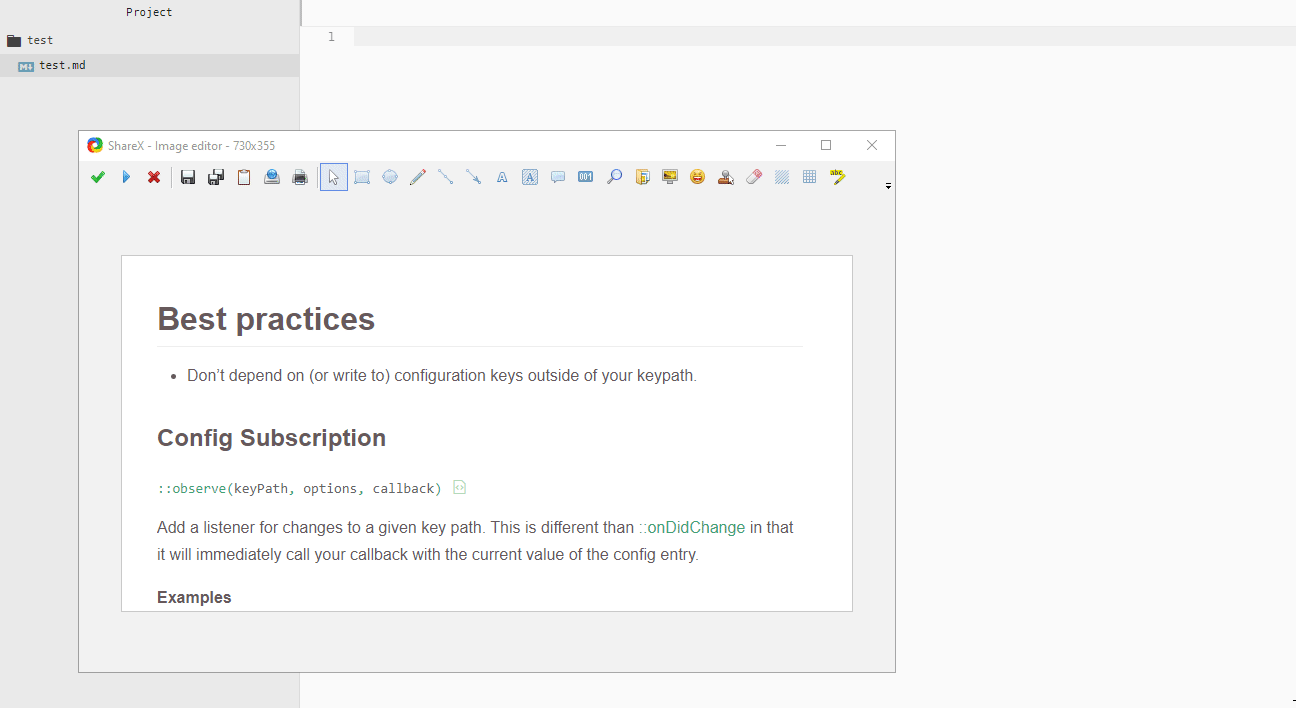 Project
test
test.md
1
ShareX - Image editor - 730x355
A A 001 abc
Best practices
• Don’t depend on (or write to) configuration keys outside of your keypath.
Config Subscription
::observe(keyPath, options, callback)
Add a listener for changes to a given key path. This is different than ::onDidChange in that
it will immediately call your callback with the current value of the config entry.
Examples